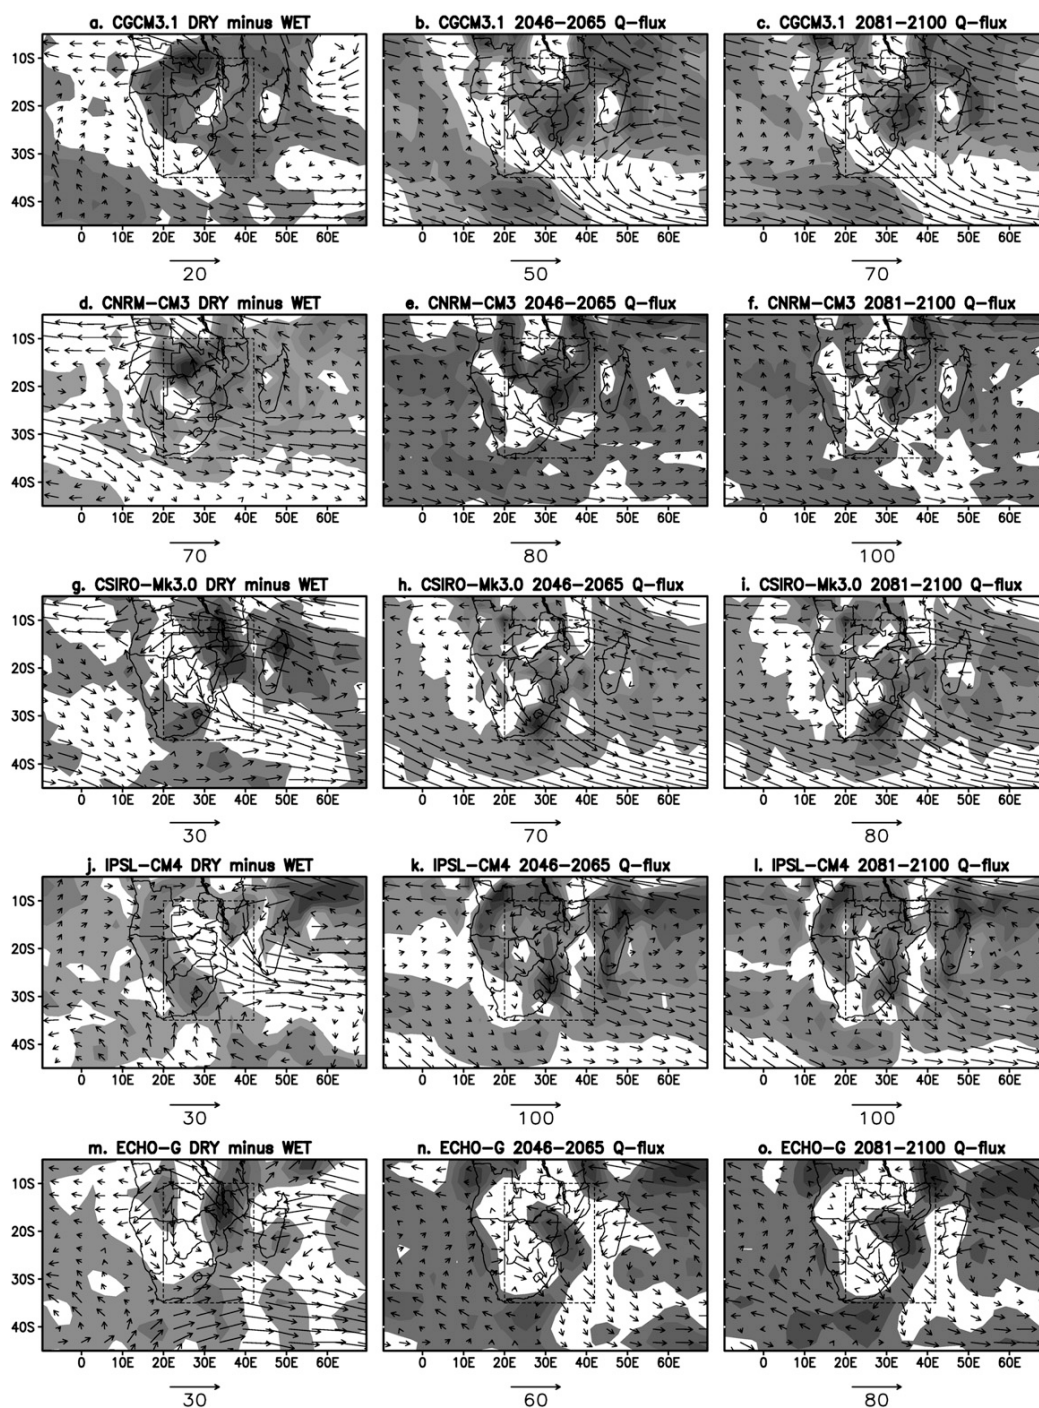 a. CGCM3.1 DRY minus WET b. CGCM3.1 2046-2065 Q-flux c. CGCM3.1 2081-2100 Q-flux
10S
20S
30S
40S
0 10E 20E 30E 40E 50E 60E 0 10E 20E 30E 40E 50E 60E 0 10E 20E 30E 40E 50E 60E
20 50 70
d. CNRM-CM3 DRY minus WET e. CNRM-CM3 2046-2065 Q-flux f. CNRM-CM3 2081-2100 Q-flux
10S
20S
30S
40S
0 10E 20E 30E 40E 50E 60E 0 10E 20E 30E 40E 50E 60E 0 10E 20E 30E 40E 50E 60E
70 80 100
g. CSIRO-Mk3.0 DRY minus WET h. CSIRO-Mk3.0 2046-2065 Q-flux i. CSIRO-Mk3.0 2081-2100 Q-flux
10S
20S
30S
40S
0 10E 20E 30E 40E 50E 60E 0 10E 20E 30E 40E 50E 60E 0 10E 20E 30E 40E 50E 60E
30 70 80
j. IPSL-CM4 DRY minus WET k. IPSL-CM4 2046-2065 Q-flux l. IPSL-CM4 2081-2100 Q-flux
10S
20S
30S
40S
0 10E 20E 30E 40E 50E 60E 0 10E 20E 30E 40E 50E 60E 0 10E 20E 30E 40E 50E 60E
30 100 100
m. ECHO-G DRY minus WET n. ECHO-G 2046-2065 Q-flux o. ECHO-G 2081-2100 Q-flux
10S
20S
30S
40S
0 10E 20E 30E 40E 50E 60E 0 10E 20E 30E 40E 50E 60E 0 10E 20E 30E 40E 50E 60E
30 60 80